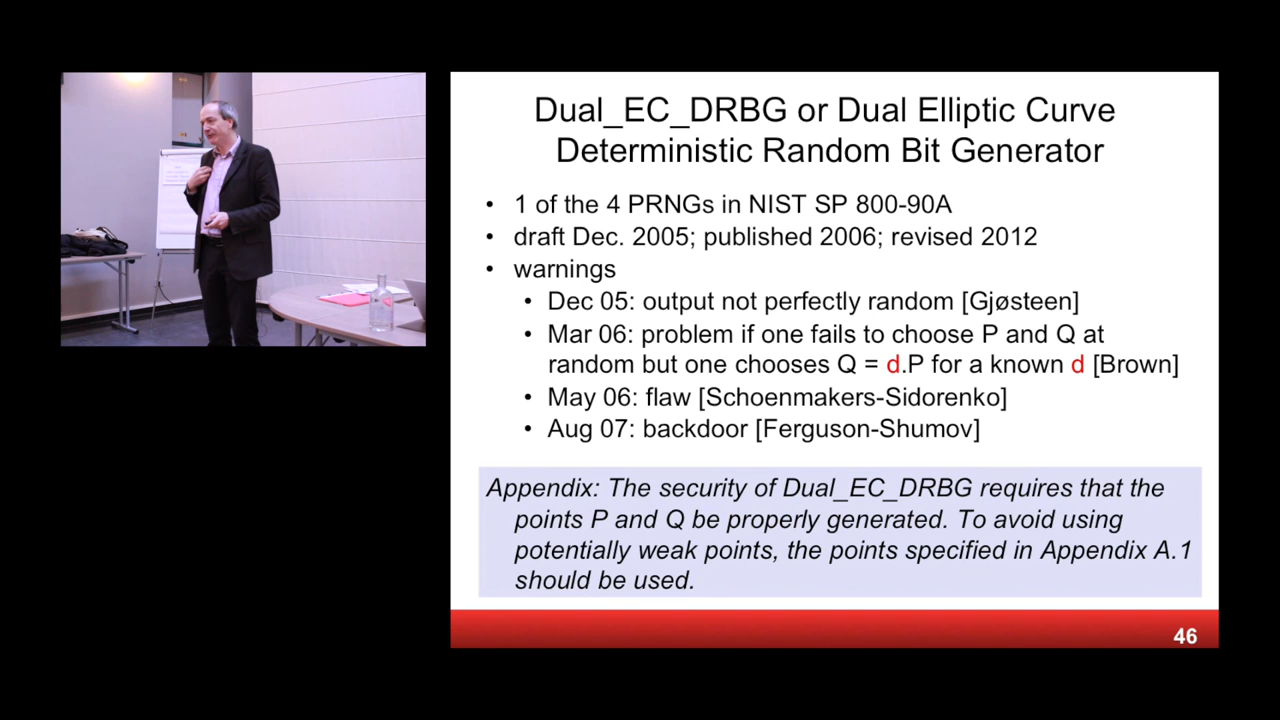 Dual_EC_DRBG or Dual Elliptic Curve
Deterministic Random Bit Generator
• 1 of the 4 PRNGs in NIST SP 800-90A
• draft Dec. 2005; published 2006; revised 2012
• warnings
• Dec 05: output not perfectly random [Gjøsteen]
• Mar 06: problem if one fails to choose P and Q at
random but one chooses Q = d.P for a known d [Brown]
• May 06: flaw [Schoenmakers-Sidorenko]
• Aug 07: backdoor [Ferguson-Shumov]
Appendix: The security of Dual_EC_DRBG requires that the
points P and Q be properly generated. To avoid using
potentially weak points, the points specified in Appendix A.1
should be used.
46